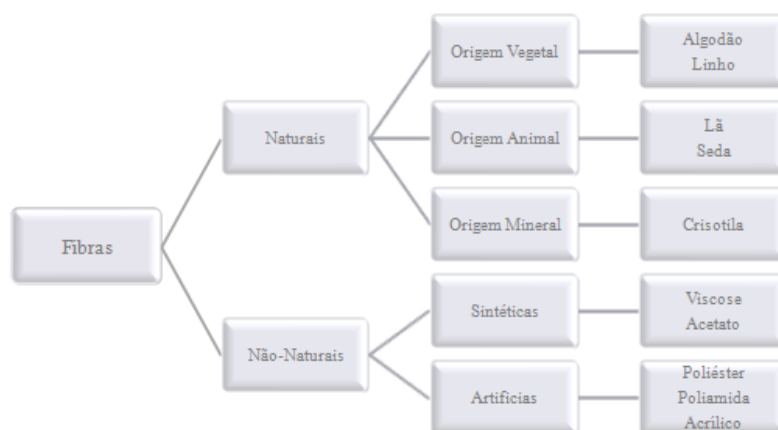 Fibras
Naturais
Origem Vegetal
Algodão
Linho
Origem Animal
Lã
Seda
Origem Mineral
Crisotila
Não-Naturais
Sintéticas
Viscose
Acetato
Artificias
Poliéster
Poliamida
Acrílico